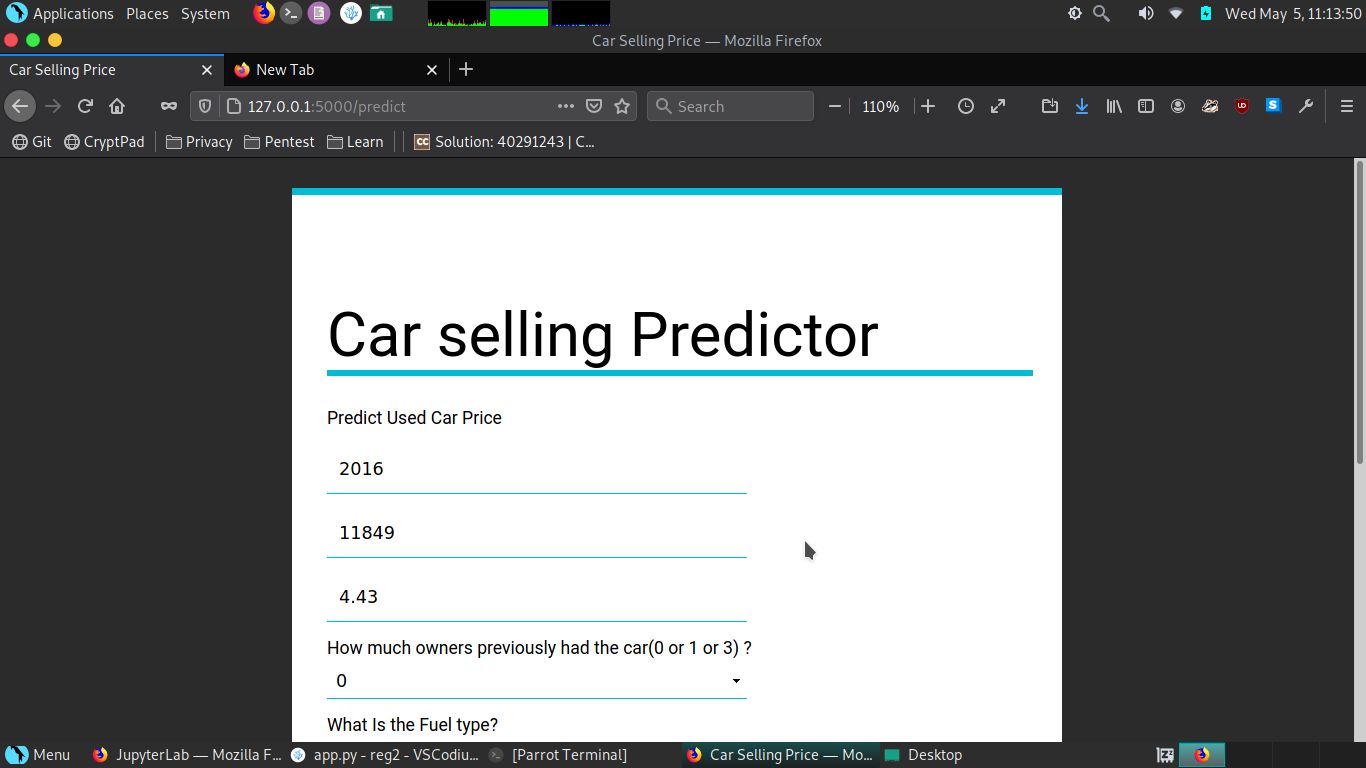 Applications Places System Wed May 5, 11:13:50
Car Selling Price — Mozilla Firefox
Car Selling Price New Tab
127.0.0.1:5000/predict Search 110%
Git CryptPad Privacy Pentest Learn Solution: 40291243 | C...
Car selling Predictor
Predict Used Car Price
2016
11849
4.43
How much owners previously had the car(0 or 1 or 3) ?
0
What Is the Fuel type?
Menu JupyterLab — Mozilla F... app.py - reg2 - VSCodiu... [Parrot Terminal] Car Selling Price — Mo... Desktop